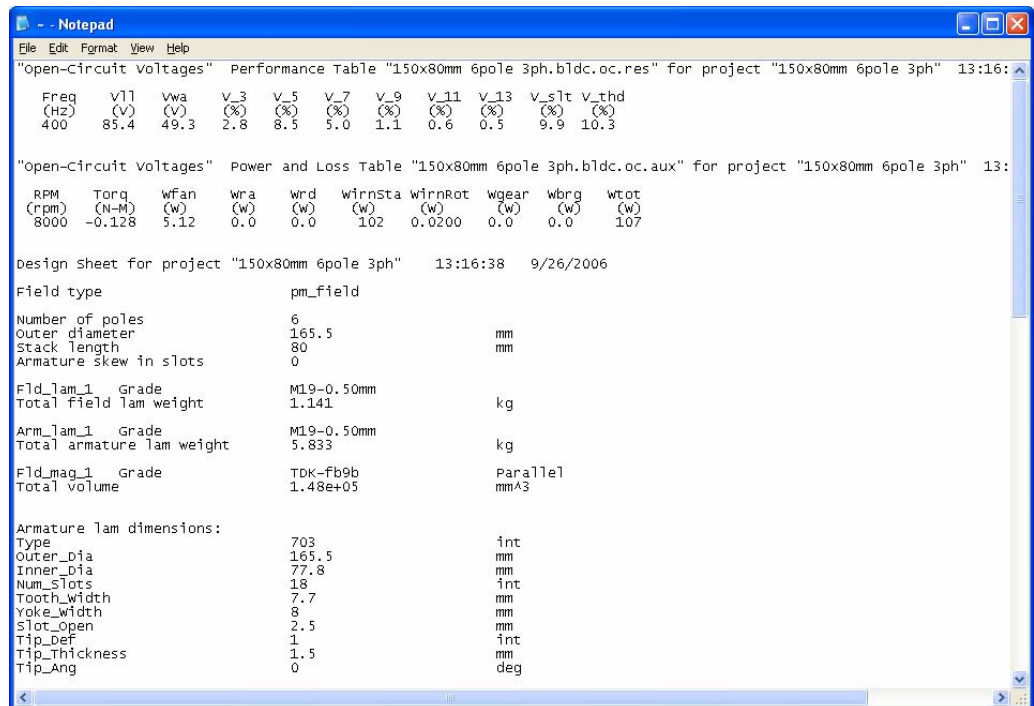 ~ - Notepad
File Edit Format View Help
"Open-Circuit Voltages" Performance Table "150x80mm 6pole 3ph.bldc.oc.res" for project "150x80mm 6pole 3ph" 13:16:
Freq Vll Vwa V_3 V_5 V_7 V_9 V_11 V_13 V_slt V_thd
(Hz) (V) (V) (%) (%) (%) (%) (%) (%) (%) (%)
400 85.4 49.3 2.8 8.5 5.0 1.1 0.6 0.5 9.9 10.3
"Open-Circuit Voltages" Power and Loss Table "150x80mm 6pole 3ph.bldc.oc.aux" for project "150x80mm 6pole 3ph" 13:
RPM Torq Wfan Wra Wrd WirnSta WirnRot Wgear Wbrg Wtot
(rpm) (N-M) (W) (W) (W) (W) (W) (W) (W) (W)
8000 -0.128 5.12 0.0 0.0 102 0.0200 0.0 0.0 107
Design Sheet for project "150x80mm 6pole 3ph" 13:16:38 9/26/2006
Field type pm_field
Number of poles 6
Outer diameter 165.5 mm
Stack length 80 mm
Armature skew in slots 0
Fld_lam_1 Grade M19-0.50mm
Total field lam weight 1.141 kg
Arm_lam_1 Grade M19-0.50mm
Total armature lam weight 5.833 kg
Fld_mag_1 Grade TDK-fb9b Parallel
Total volume 1.48e+05 mm^3
Armature lam dimensions:
Type 703 int
Outer_Dia 165.5 mm
Inner_Dia 77.8 mm
Num_Slots 18 int
Tooth_Width 7.7 mm
Yoke_Width 8 mm
Slot_Open 2.5 mm
Tip_Def 1 int
Tip_Thickness 1.5 mm
Tip_Ang 0 deg